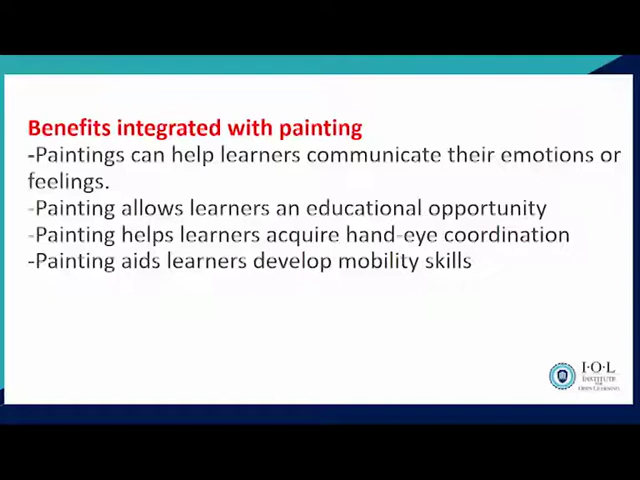 Benefits integrated with painting
-Paintings can help learners communicate their emotions or
feelings.
-Painting allows learners an educational opportunity
-Painting helps learners acquire hand-eye coordination
-Painting aids learners develop mobility skills
I·O·L
INSTITUTE
FOR
OPEN LEARNING